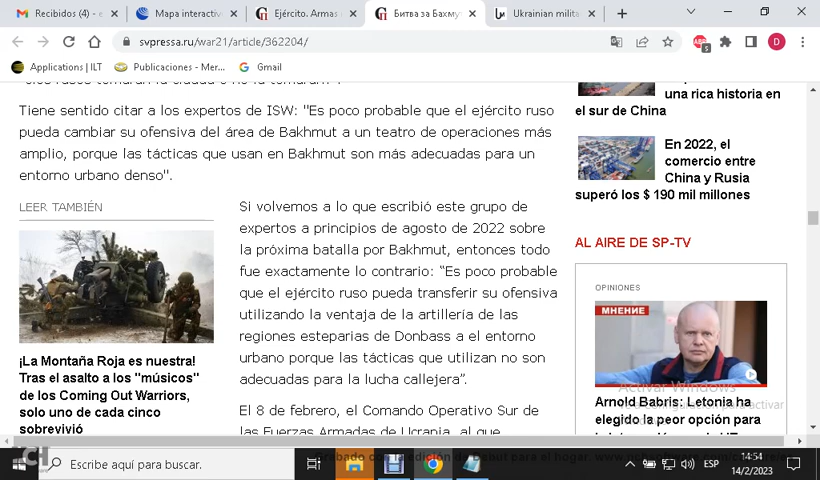 Recibidos (4) - e
Mapa interactiv
Ejército. Armas
Битва за Бахмут
Ukrainian milita
svpressa.ru/war21/article/362204/
ABP
5
D
Applications | ILT
Publicaciones - Mer...
Gmail
Tiene sentido citar a los expertos de ISW: "Es poco probable que el ejército ruso
pueda cambiar su ofensiva del área de Bakhmut a un teatro de operaciones más
amplio, porque las tácticas que usan en Bakhmut son más adecuadas para un
entorno urbano denso".
LEER TAMBIÉN
¡La Montaña Roja es nuestra!
Tras el asalto a los "músicos"
de los Coming Out Warriors,
solo uno de cada cinco
sobrevivió
Si volvemos a lo que escribió este grupo de
expertos a principios de agosto de 2022 sobre
la próxima batalla por Bakhmut, entonces todo
fue exactamente lo contrario: “Es poco probable
que el ejército ruso pueda transferir su ofensiva
utilizando la ventaja de la artillería de las
regiones esteparias de Donbass a el entorno
urbano porque las tácticas que utilizan no son
adecuadas para la lucha callejera”.
El 8 de febrero, el Comando Operativo Sur de
las Fuerzas Armadas de Ucrania, al que
una rica historia en
el sur de China
En 2022, el
comercio entre
China y Rusia
superó los $ 190 mil millones
AL AIRE DE SP-TV
OPINIONES
МНЕНИЕ
Arnold Babris: Letonia ha
elegido la peor opción para
Activar Windows
Escribe aquí para buscar.
ESP
14:54
14/2/2023